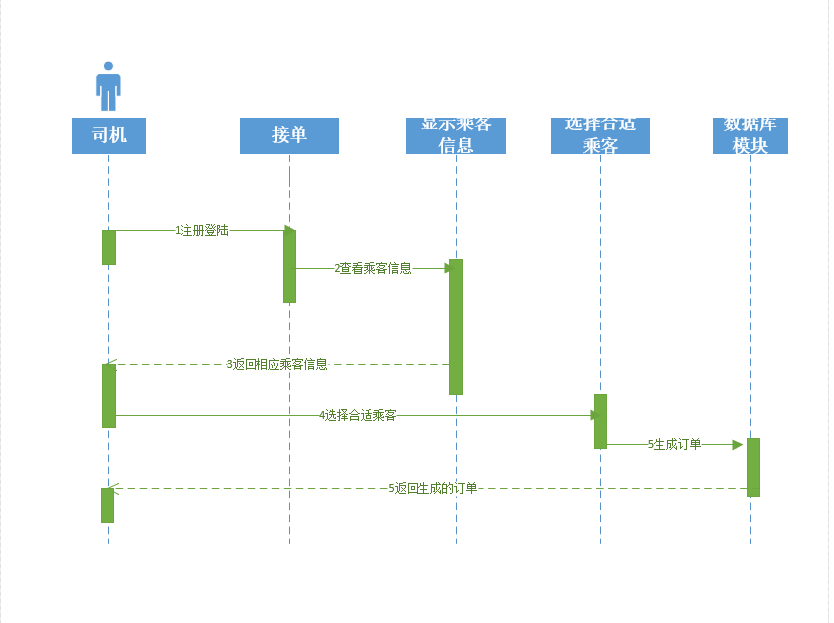 司机
接单
显示乘客
信息
选择合适
乘客
数据库
模块
1注册登陆
2查看乘客信息
3返回相应乘客信息
4选择合适乘客
5生成订单
5返回生成的订单